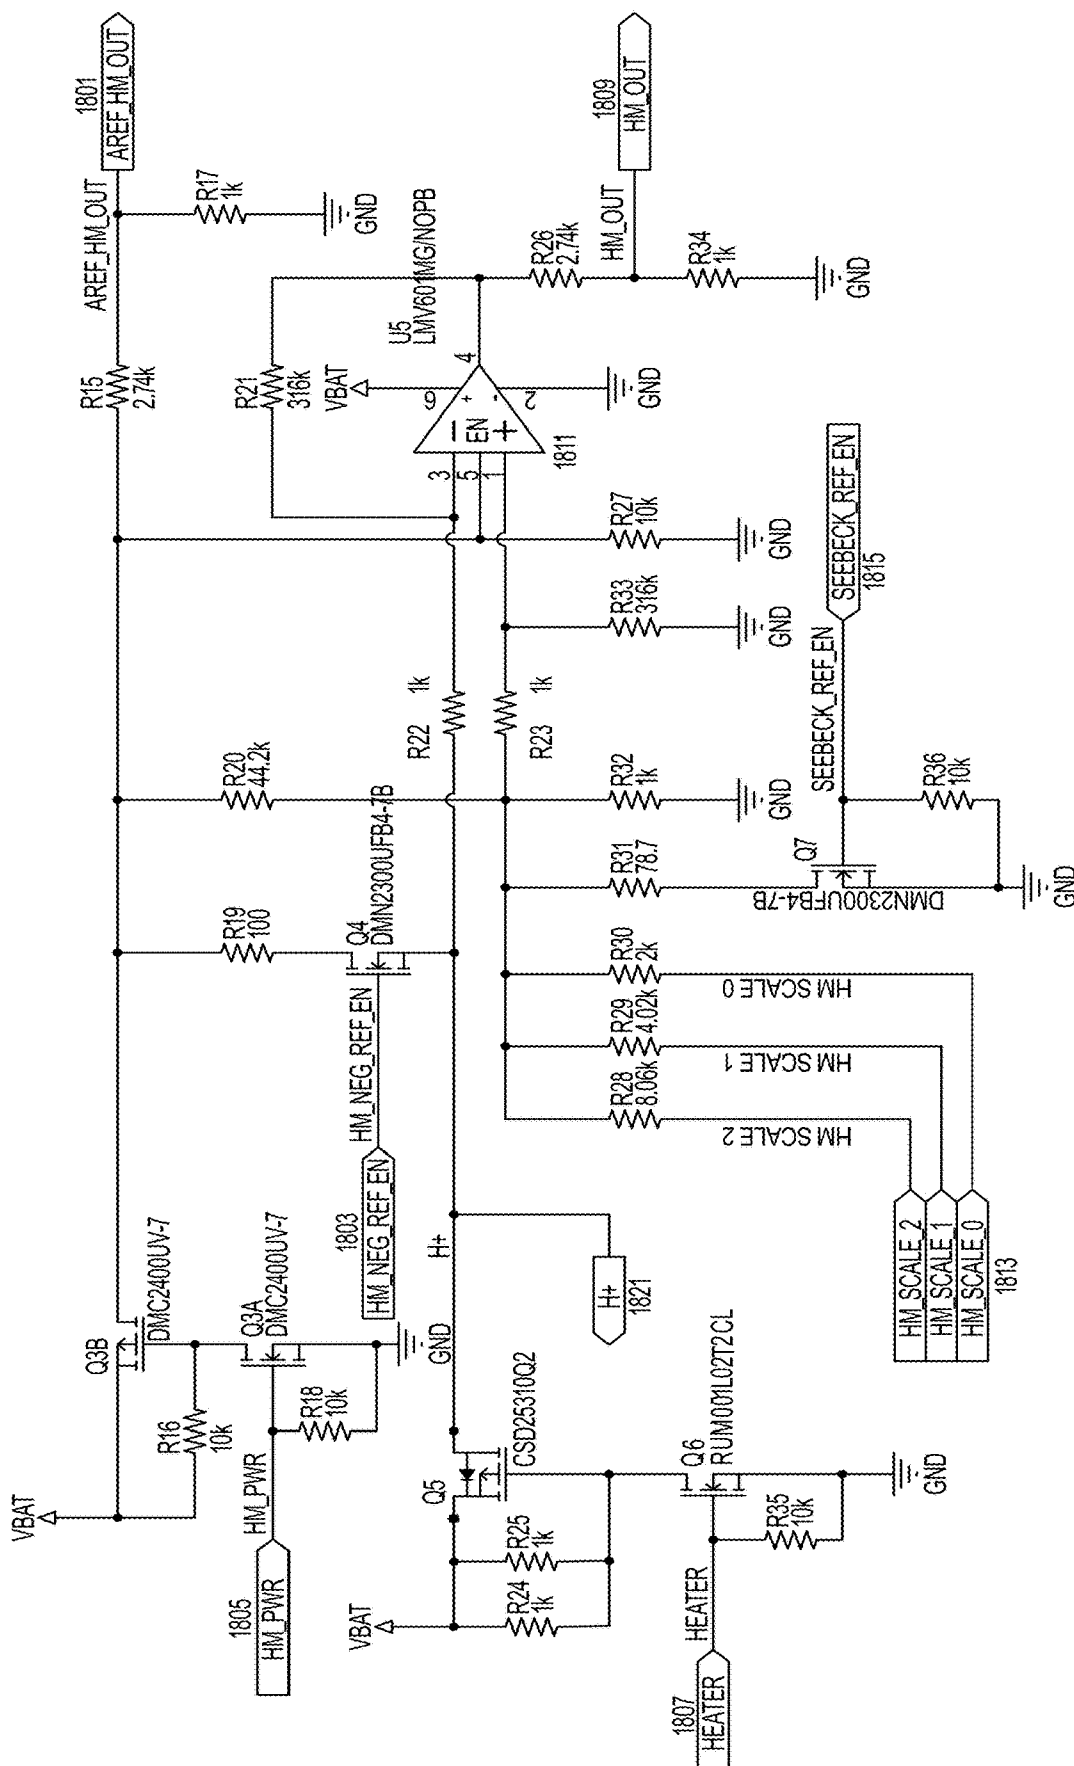 VBAT
Q3B
DMC2400UV-7
R16
10k
Q3A
DMC2400UV-7
1805
HM_PWR
HM_PWR
R18
10k
GND
R19
100
R20
44.2k
R15
2.74k
AREF_HM_OUT
1801
AREF_HM_OUT
R17
1k
GND
1803
HM_NEG_REF_EN
HM_NEG_REF_EN
Q4
DMN2300UFB4-7B
R21
316k
VBAT
U5
LMV601MG/NOPB
6
4
3
5
1
2
EN
1811
GND
R26
2.74k
HM_OUT
1809
HM_OUT
R34
1k
GND
VBAT
Q5
CSD25310Q2
R24
1k
R25
1k
H+
H+
1821
R22
1k
R23
1k
1807
HEATER
HEATER
Q6
RUM001L02T2CL
R35
10k
GND
R28
8.06k
R29
4.02k
R30
2k
R31
78.7
R32
1k
GND
R33
316k
GND
R27
10k
GND
HM SCALE 2
HM SCALE 1
HM SCALE 0
HM_SCALE_2
HM_SCALE_1
HM_SCALE_0
1813
Q7
DMN2300UFB4-7B
SEEBECK_REF_EN
SEEBECK_REF_EN
1815
R36
10k
GND